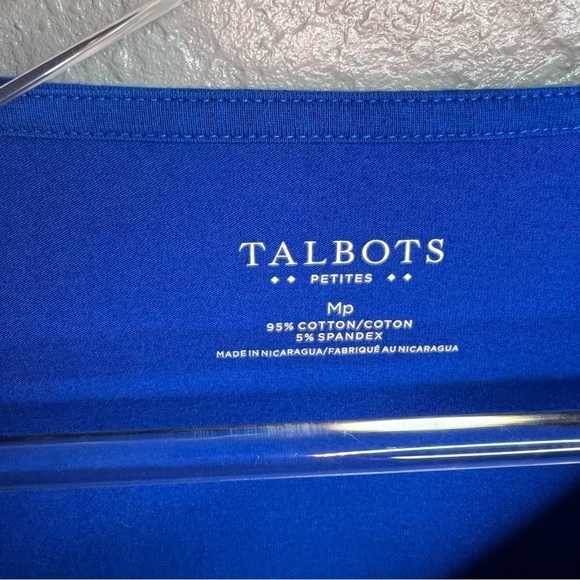 TALBOTS
PETITES
Mp
95% COTTON/COTON
5% SPANDEX
MADE IN NICARAGUA/FABRIQUÉ AU NICARAGUA